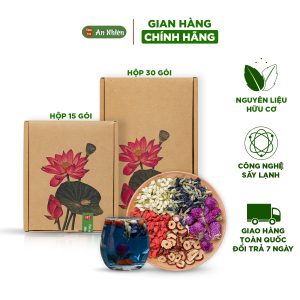 An Nhiên
GIAN HÀNG
CHÍNH HÃNG
HỘP 30 GÓI
HỘP 15 GÓI
NGUYÊN LIỆU
HỮU CƠ
CÔNG NGHỆ
SẤY LẠNH
GIAO HÀNG
TOÀN QUỐC
ĐỔI TRẢ 7 NGÀY